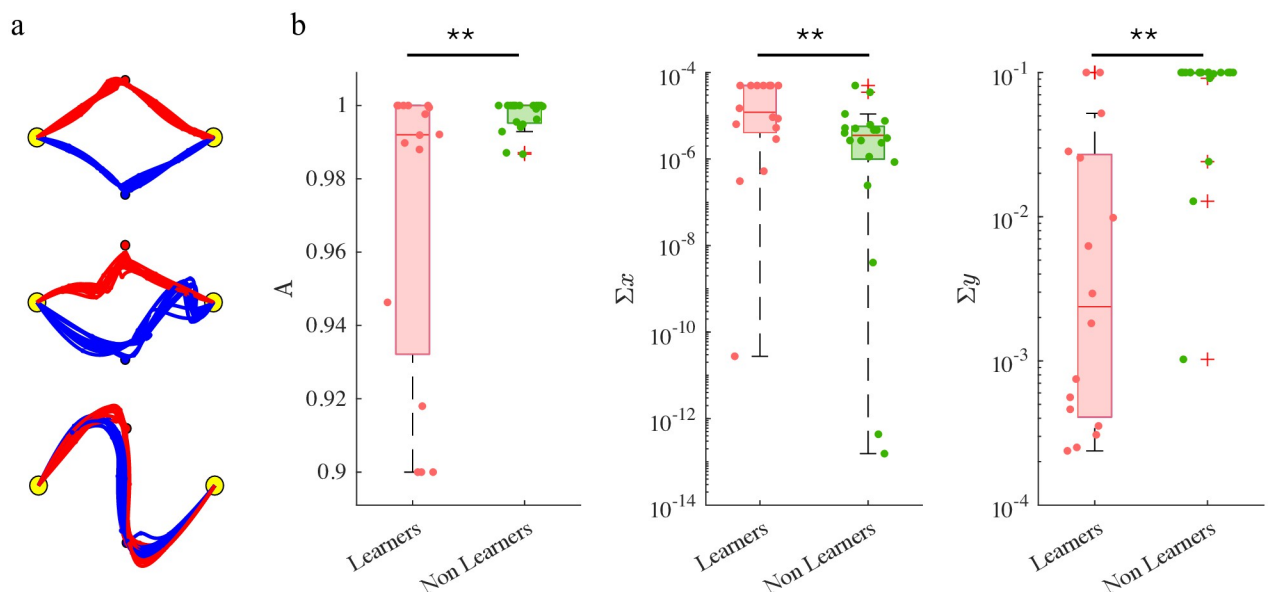 a
b
**
**
**
A
1
0.98
0.96
0.94
0.92
0.9
Learners
Non Learners
Σx
10⁻⁴
10⁻⁶
10⁻⁸
10⁻¹⁰
10⁻¹²
10⁻¹⁴
Learners
Non Learners
Σy
10⁻¹
10⁻²
10⁻³
10⁻⁴
Learners
Non Learners